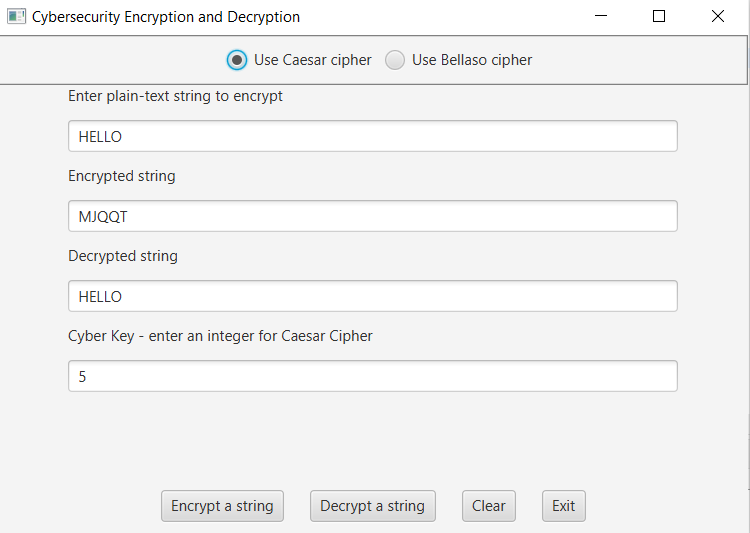 Cybersecurity Encryption and Decryption
Use Caesar cipher Use Bellaso cipher
Enter plain-text string to encrypt
HELLO
Encrypted string
MJQQT
Decrypted string
HELLO
Cyber Key - enter an integer for Caesar Cipher
5
Encrypt a string Decrypt a string Clear Exit